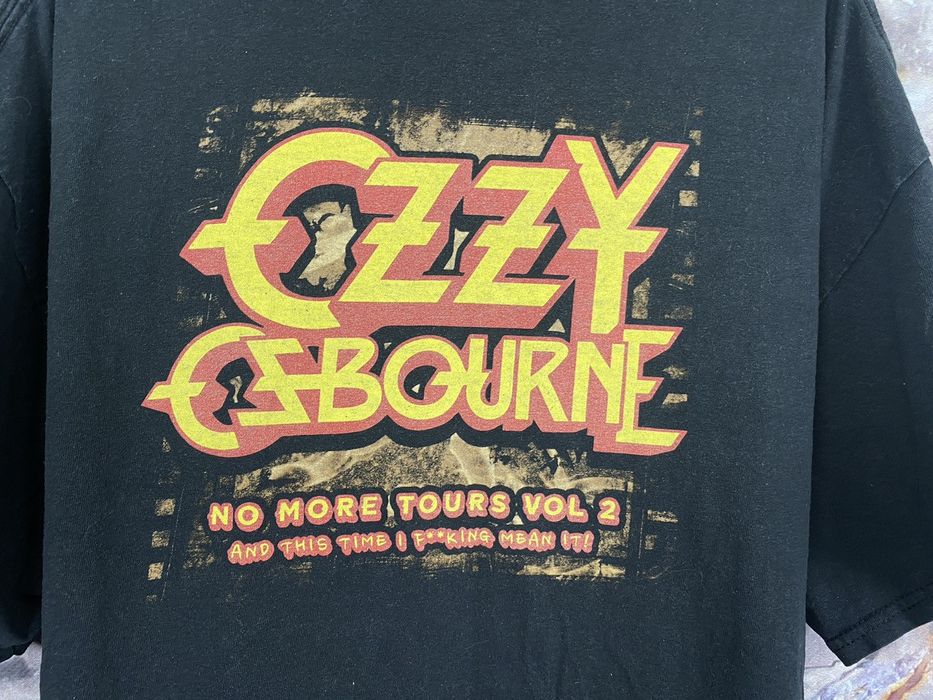 OZZY
OSBOURNE
NO MORE TOURS VOL 2
AND THIS TIME I F**KING MEAN IT!